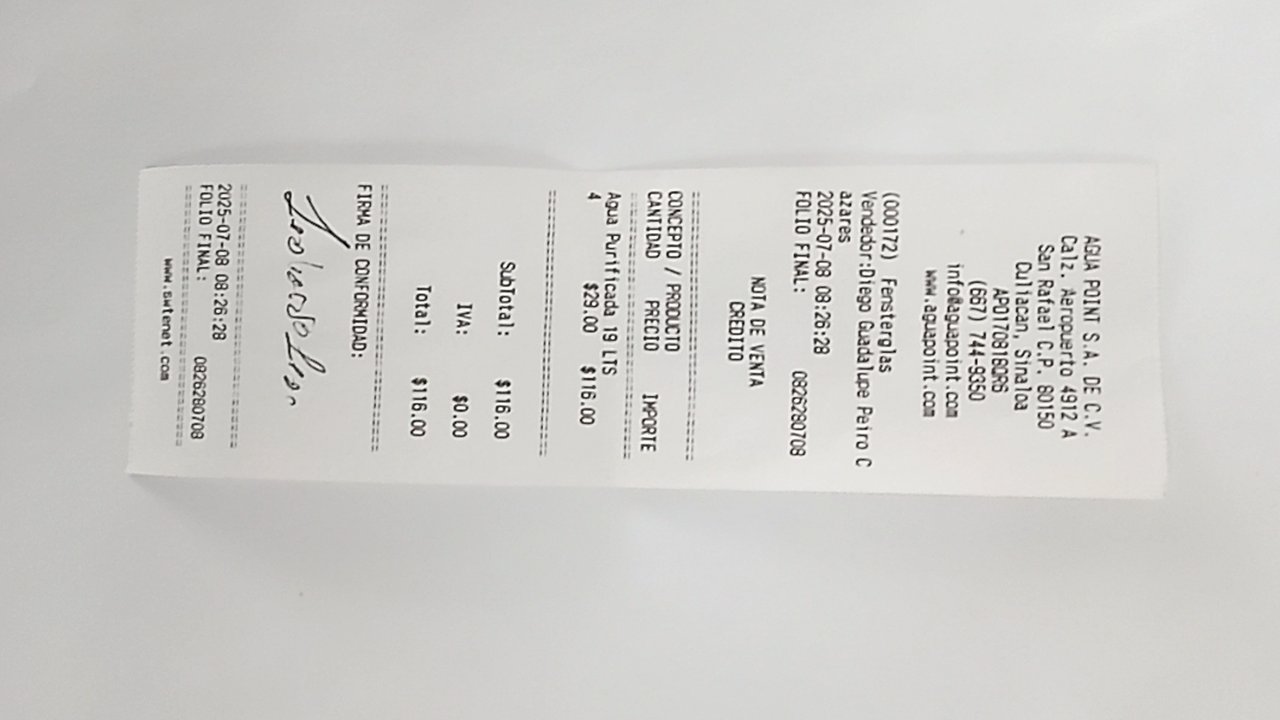 AGUA POINT S.A. DE C.V.
Calz. Aeropuerto 4912 A
San Rafael C.P. 80150
Culiacan, Sinaloa
APO170818QR6
(667) 744-9350
info@aguapoint.com
www.aguapoint.com
(000172) Fensterglas
Vendedor:Diego Guadalupe Peiro C
azares
2025-07-08 08:26:28
FOLIO FINAL: 0826280708
NOTA DE VENTA
CREDITO
CONCEPTO / PRODUCTO
CANTIDAD PRECIO IMPORTE
Agua Purificada 19 LTS
4 $29.00 $116.00
SubTotal: $116.00
IVA: $0.00
Total: $116.00
FIRMA DE CONFORMIDAD:
2025-07-08 08:26:28
FOLIO FINAL: 0826280708
www.swtenet.com